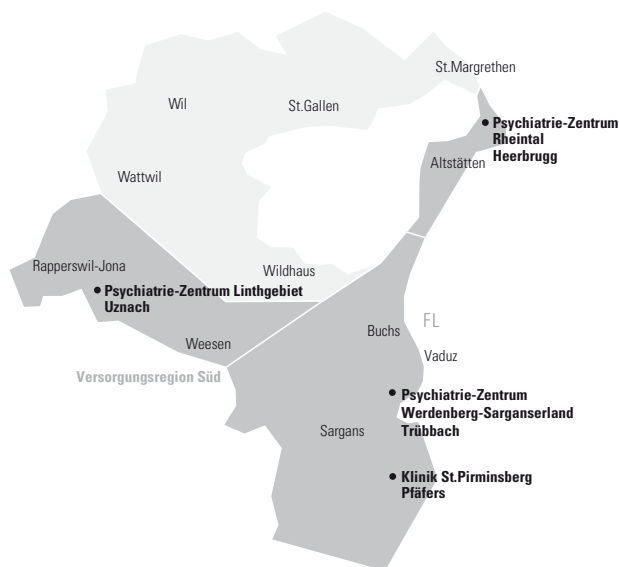 St.Margrethen
Wil
St.Gallen
Psychiatrie-Zentrum
Rheintal
Heerbrugg
Altstätten
Wattwil
Rapperswil-Jona
Wildhaus
Psychiatrie-Zentrum Linthgebiet
Uznach
FL
Buchs
Weesen
Vaduz
Versorgungsregion Süd
Psychiatrie-Zentrum
Werdenberg-Sarganserland
Trübbach
Sargans
Klinik St.Pirminsberg
Pfäfers